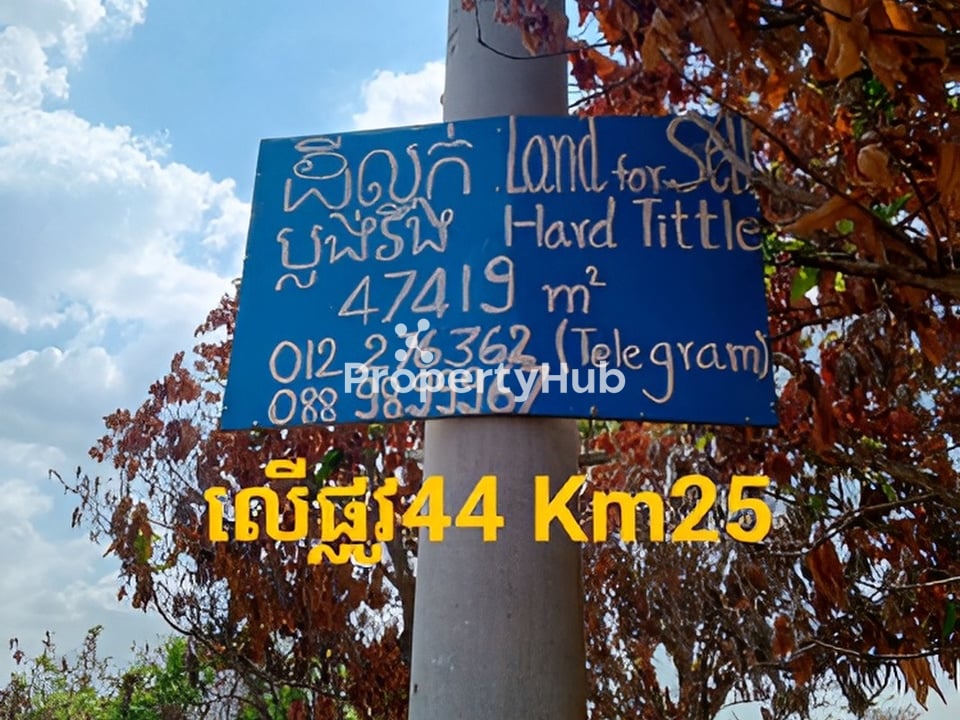 ដីលក់ Land for Sell
ប្លង់រឹង Hard Tittle
47419 m²
012 (Telegram)
088
PropertyHub
លើផ្លូវ44 Km25